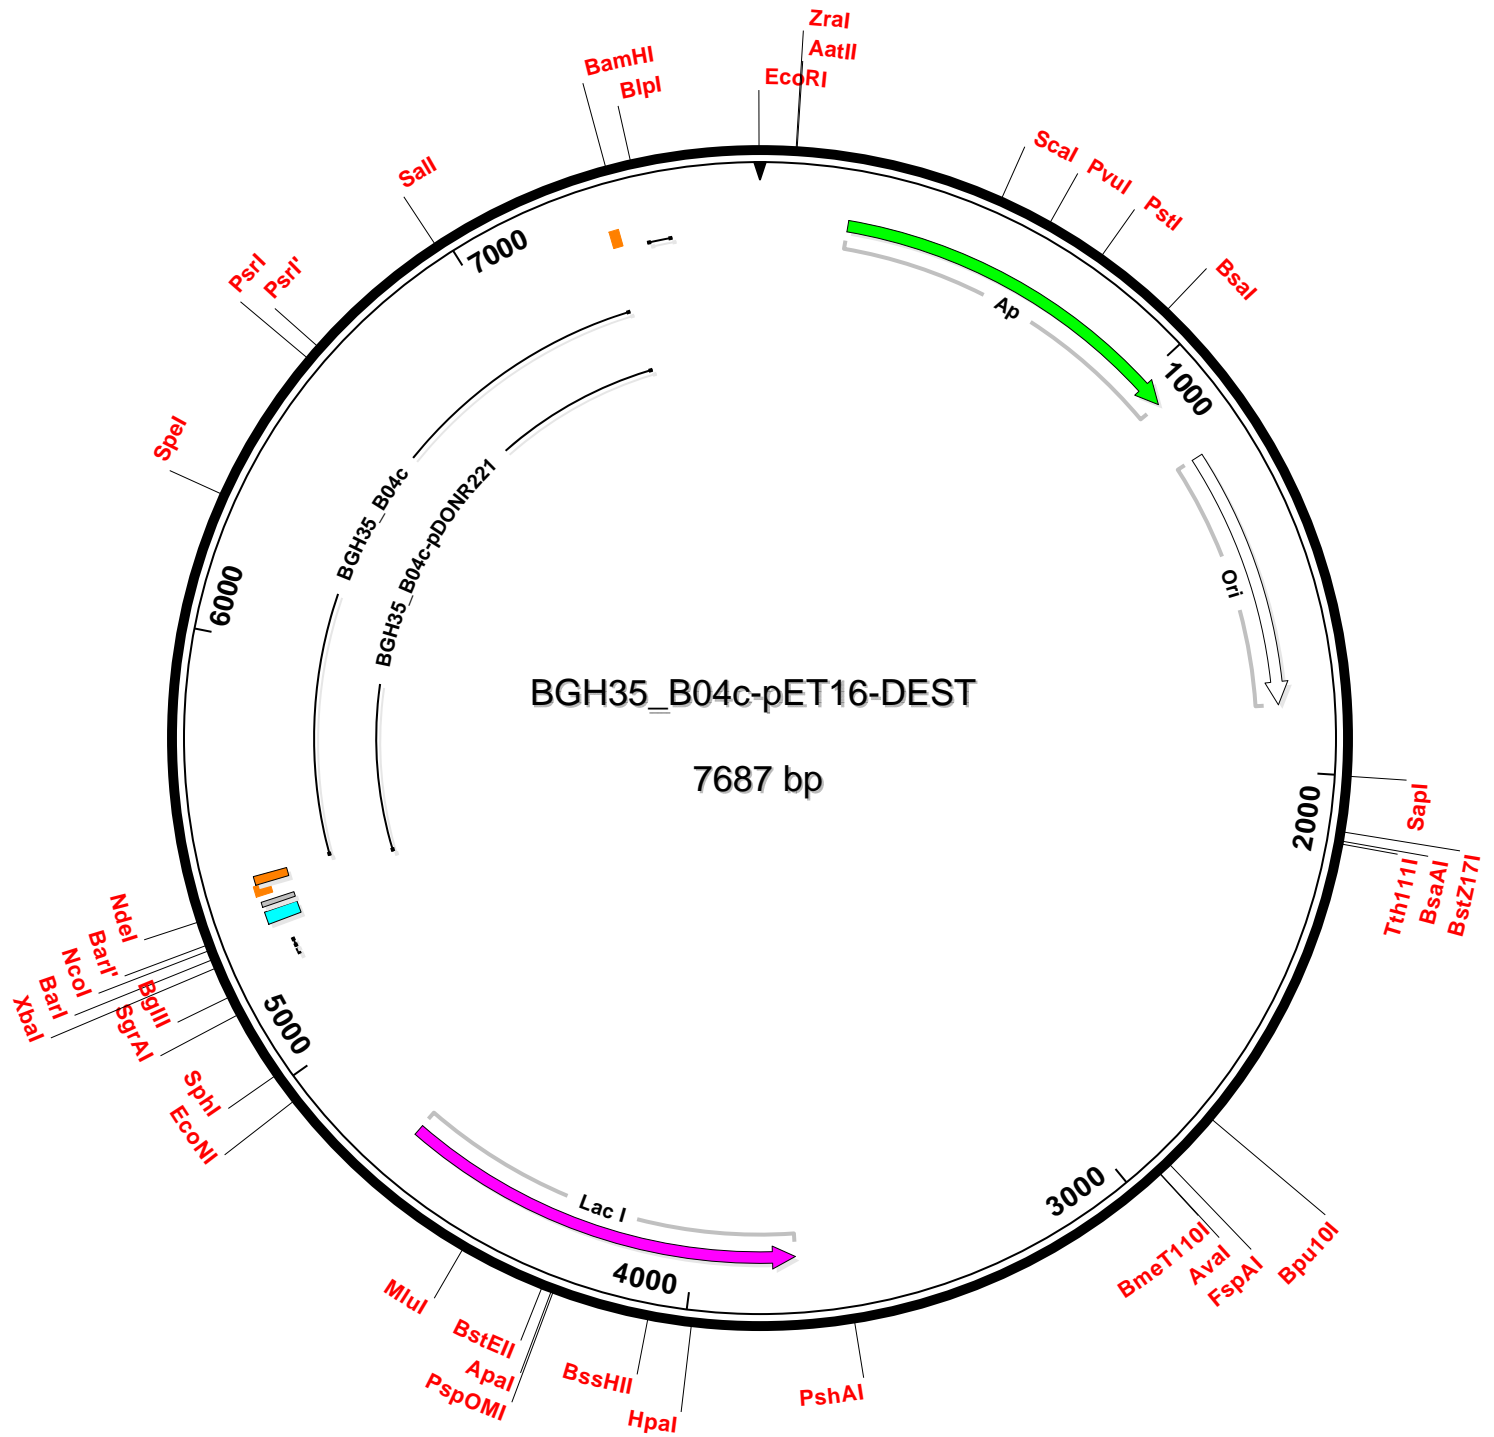 ZraI
AatII
EcoRI
BamHI
BlpI
SalI
PsrI
PsrI'
SpeI
ScaI
PvuI
PstI
BsaI
7000
1000
Ap
Ori
BGH35_B04c
BGH35_B04c-pDONR221
6000
BGH35_B04c-pET16-DEST
7687 bp
2000
SapI
Tth111I
BsaAI
BstZ17I
NdeI
BarI'
NcoI
BarI
XbaI
BglII
SgrAI
5000
SphI
EcoNI
Lac I
3000
4000
BmeT110I
AvaI
FspAI
Bpu10I
MluI
BstEII
ApaI
PspOMI
BssHII
HpaI
PshAI